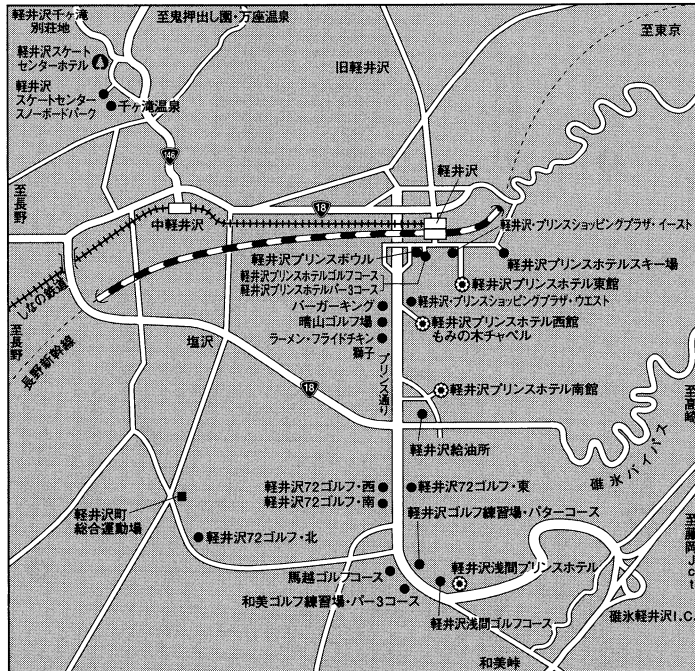 軽井沢千ヶ滝
別荘地
至鬼押出し園・万座温泉
至東京
軽井沢スケート
センターホテル
旧軽井沢
軽井沢
スケートセンター
スノーボードパーク
千ヶ滝温泉
146
軽井沢
至長野
18
中軽井沢
軽井沢・プリンスショッピングプラザ・イースト
軽井沢プリンスボウル
軽井沢プリンスホテルスキー場
軽井沢プリンスホテルゴルフコース
軽井沢プリンスホテルパー3コース
軽井沢プリンスホテル東館
しなの鉄道
バーガーキング
軽井沢・プリンスショッピングプラザ・ウエスト
晴山ゴルフ場
軽井沢プリンスホテル西館
もみの木チャペル
至長野
長野新幹線
塩沢
ラーメン・フライドチキン
獅子
プリンス通り
18
軽井沢プリンスホテル南館
至高崎
軽井沢給油所
碓氷バイパス
軽井沢72ゴルフ・西
軽井沢72ゴルフ・東
軽井沢72ゴルフ・南
軽井沢町
総合運動場
軽井沢ゴルフ練習場・パターコース
至藤岡Jct
軽井沢72ゴルフ・北
馬越ゴルフコース
軽井沢浅間プリンスホテル
和美ゴルフ練習場・パー3コース
軽井沢浅間ゴルフコース
碓氷軽井沢I.C.
和美峠